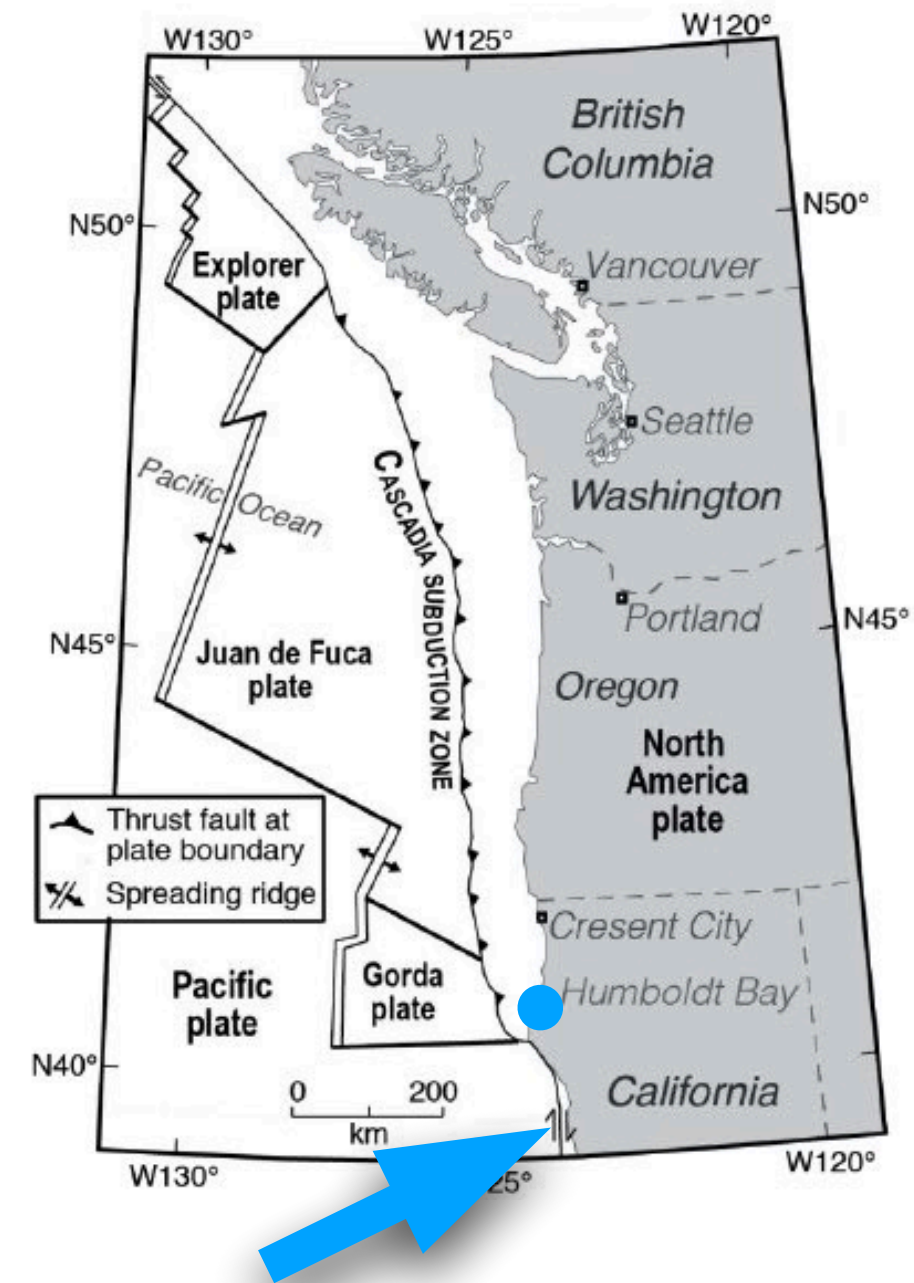 W130°
W125°
W120°
British
Columbia
N50°
N50°
Explorer
plate
Vancouver
Seattle
Pacific Ocean
CASCADIA SUBDUCTION ZONE
Washington
Portland
N45°
N45°
Juan de Fuca
plate
Oregon
North
America
plate
Thrust fault at
plate boundary
Spreading ridge
Cresent City
Pacific
plate
Gorda
plate
Humboldt Bay
N40°
0 200
km
California
W130°
25°
W120°